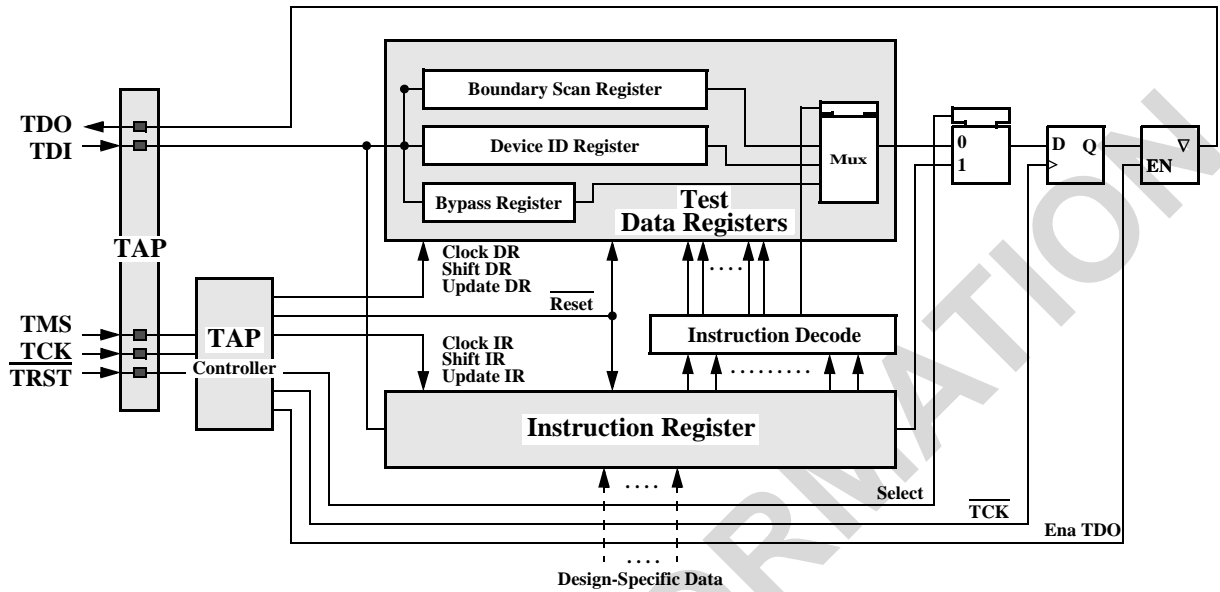 Boundary Scan Register
TDO
TDI
Device ID Register
Mux
0
1
D Q
∇
EN
Bypass Register
Test
Data Registers
TAP
Clock DR
Shift DR
Update DR
Reset
TMS
TCK
TRST
TAP
Controller
Instruction Decode
Clock IR
Shift IR
Update IR
Instruction Register
Select
TCK
Ena TDO
Design-Specific Data
RMATION